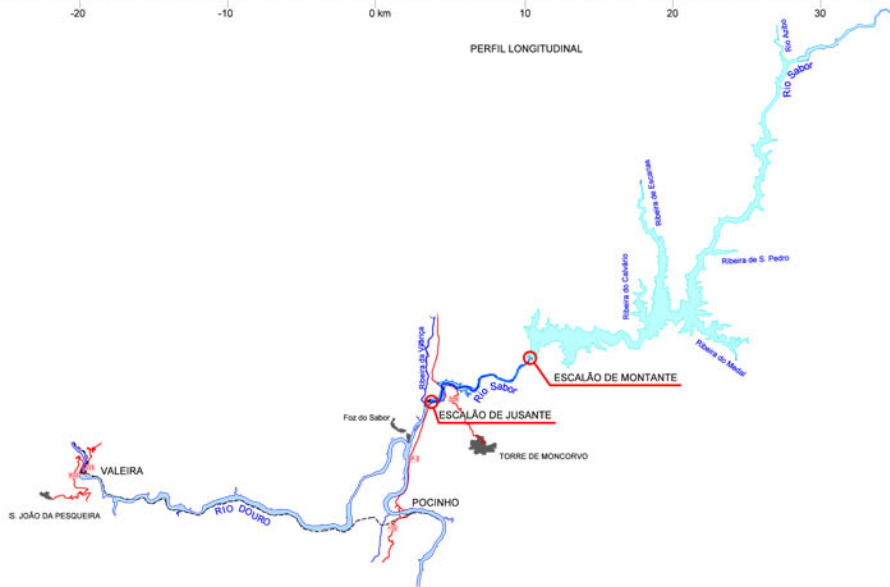 -20 -10 0 km 10 20 30
PERFIL LONGITUDINAL
Rio Azibo
Rio Sabor
Ribeira de Escarias
Ribeira de S. Pedro
Ribeira do Calvário
Ribeira do Medal
Ribeira da Vilariça
ESCALÃO DE MONTANTE
Rio Sabor
ESCALÃO DE JUSANTE
Foz do Sabor
TORRE DE MONCORVO
VALEIRA
POCINHO
RIO DOURO
S. JOÃO DA PESQUEIRA